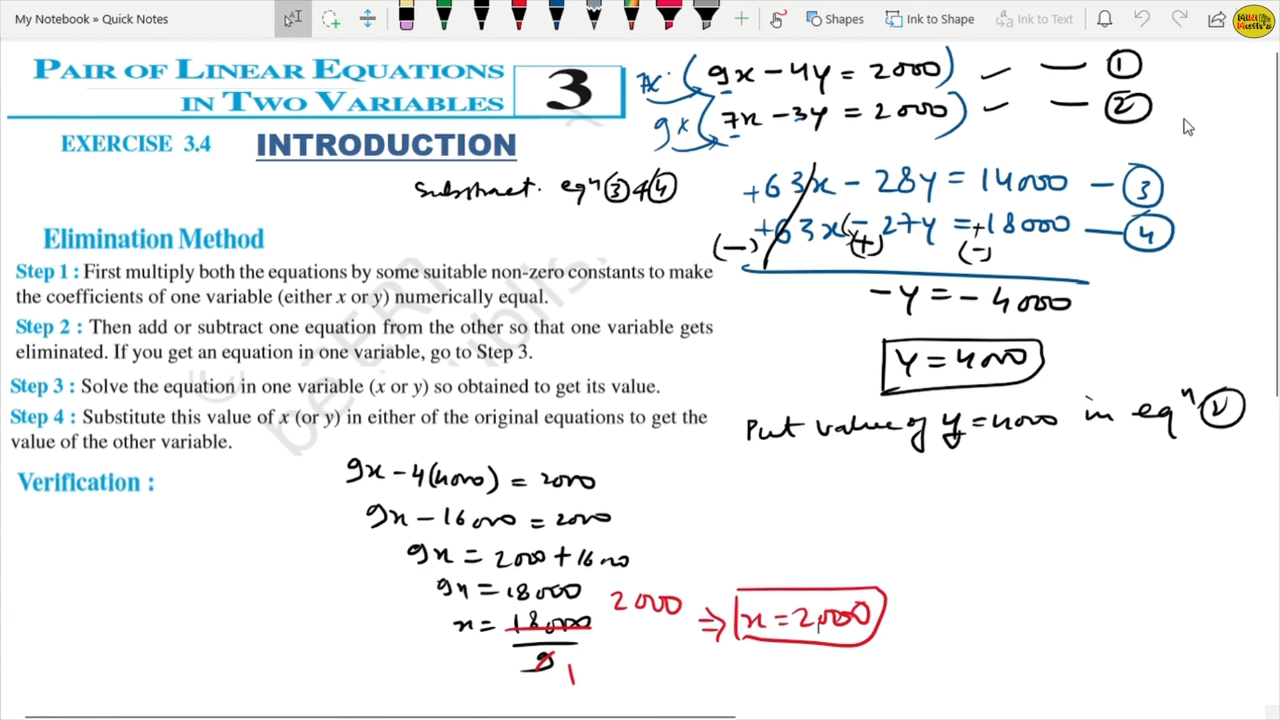 My Notebook » Quick Notes
Shapes
Ink to Shape
Ink to Text
PAIR OF LINEAR EQUATIONS
IN TWO VARIABLES
3
EXERCISE 3.4
INTRODUCTION
7x (9x - 4y = 2000) — ①
9x (7x - 3y = 2000) — ②
Substract. eqⁿ ③ & ④
+63x - 28y = 14000 — ③
+63x - 27y = +18000 — ④
(-) (+) (-)
-y = -4000
y = 4000
Put value of y = 4000 in eqⁿ ②
Elimination Method
Step 1 : First multiply both the equations by some suitable non-zero constants to make
the coefficients of one variable (either x or y) numerically equal.
Step 2 : Then add or subtract one equation from the other so that one variable gets
eliminated. If you get an equation in one variable, go to Step 3.
Step 3 : Solve the equation in one variable (x or y) so obtained to get its value.
Step 4 : Substitute this value of x (or y) in either of the original equations to get the
value of the other variable.
Verification :
9x - 4(4000) = 2000
9x - 16000 = 2000
9x = 2000 + 16000
9x = 18000
x = 18000 2000
9 1
⇒ x = 2,000